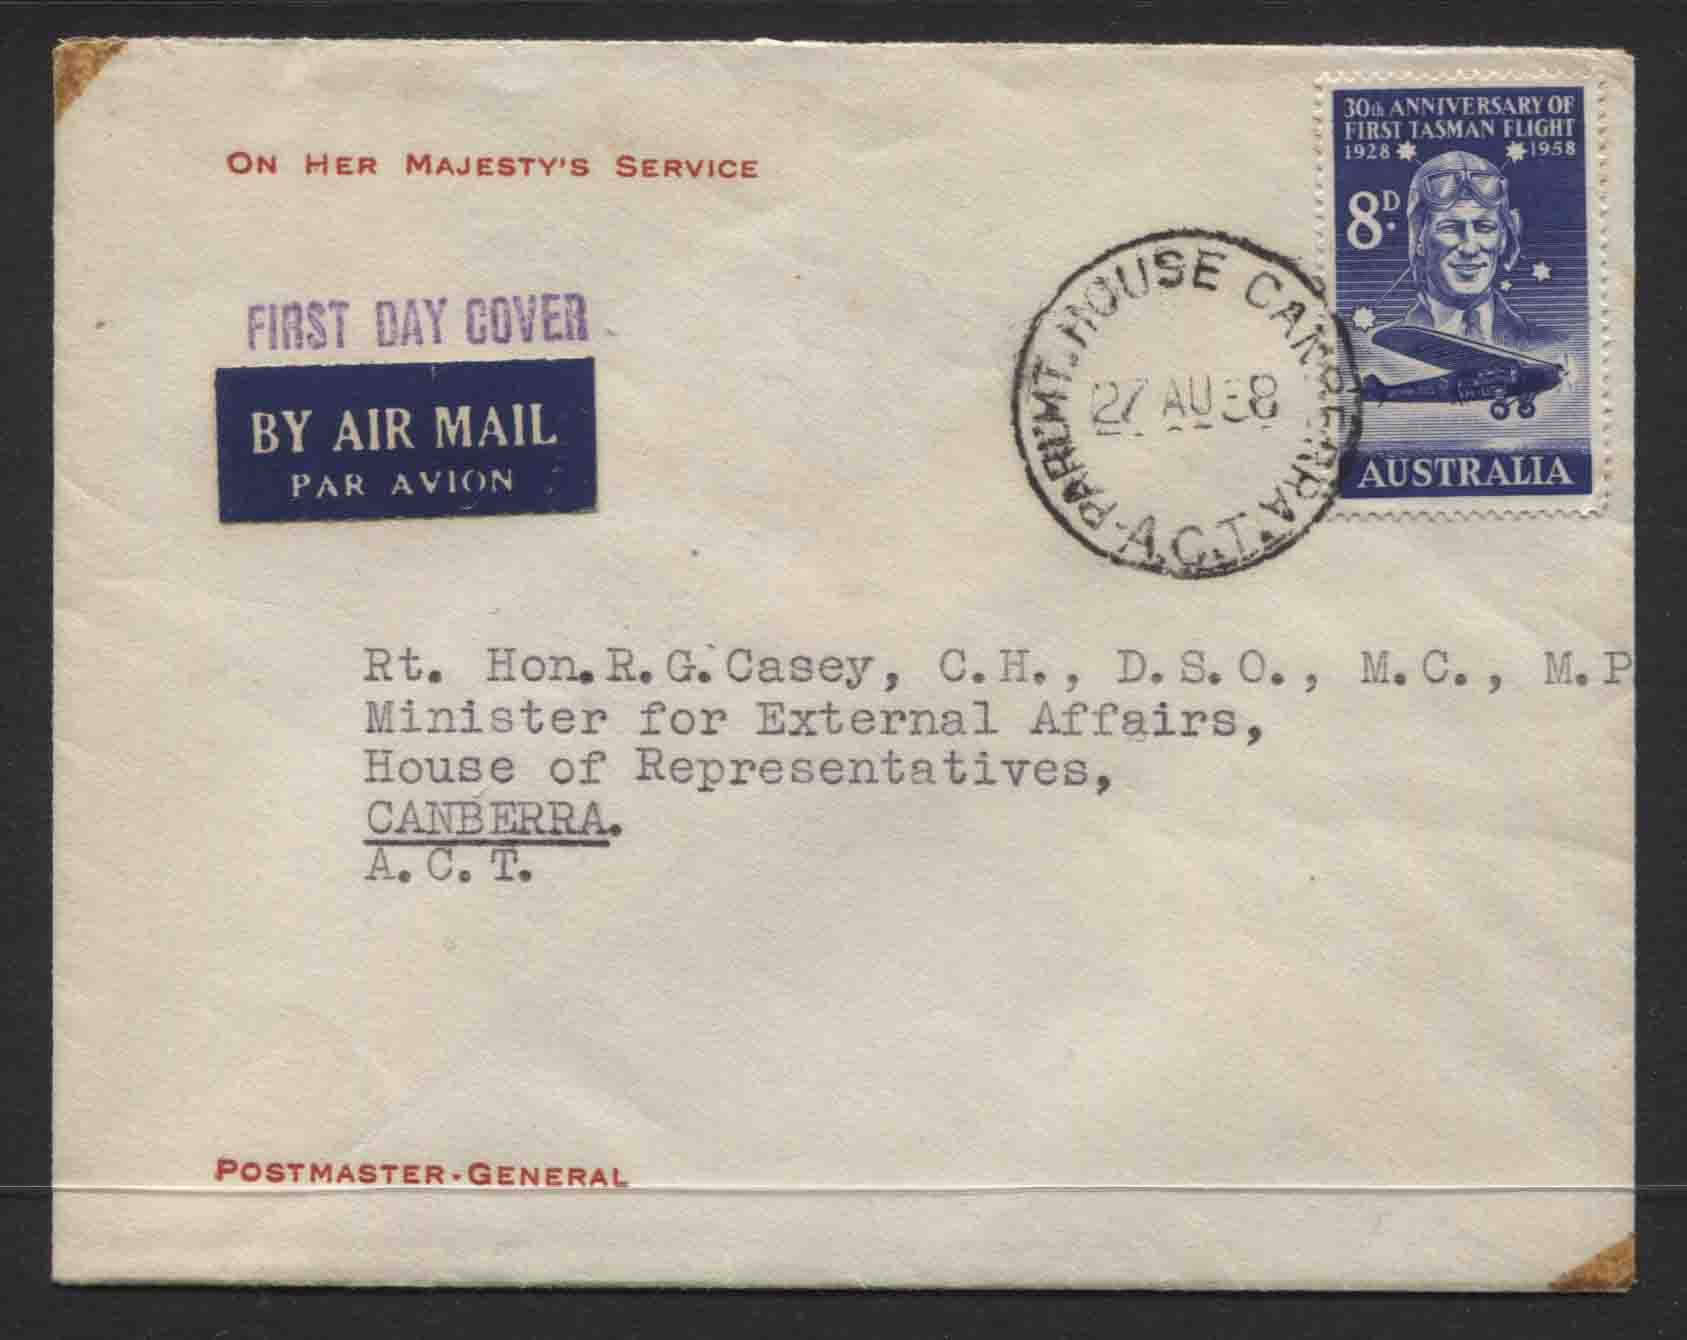 ON HER MAJESTY'S SERVICE
30th ANNIVERSARY OF
FIRST TASMAN FLIGHT
1928 1958
8D.
AUSTRALIA
PARL'MT. HOUSE CANBERRA
27 AU 58
- A.C.T. -
FIRST DAY COVER
BY AIR MAIL
PAR AVION
Rt. Hon. R. G. Casey, C.H., D.S.O., M.C., M.P
Minister for External Affairs,
House of Representatives,
CANBERRA.
A.C.T.
POSTMASTER-GENERAL